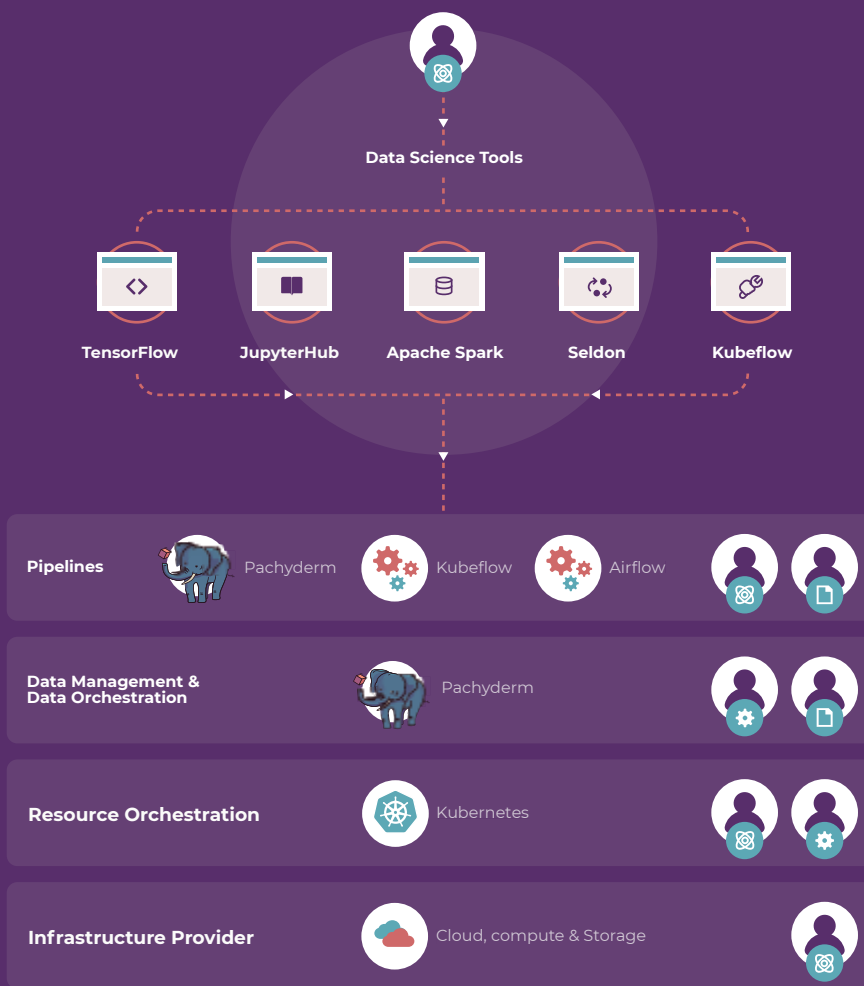 Data Science Tools
TensorFlow
JupyterHub
Apache Spark
Seldon
Kubeflow
Pipelines
Pachyderm
Kubeflow
Airflow
Data Management &
Data Orchestration
Pachyderm
Resource Orchestration
Kubernetes
Infrastructure Provider
Cloud, compute & Storage